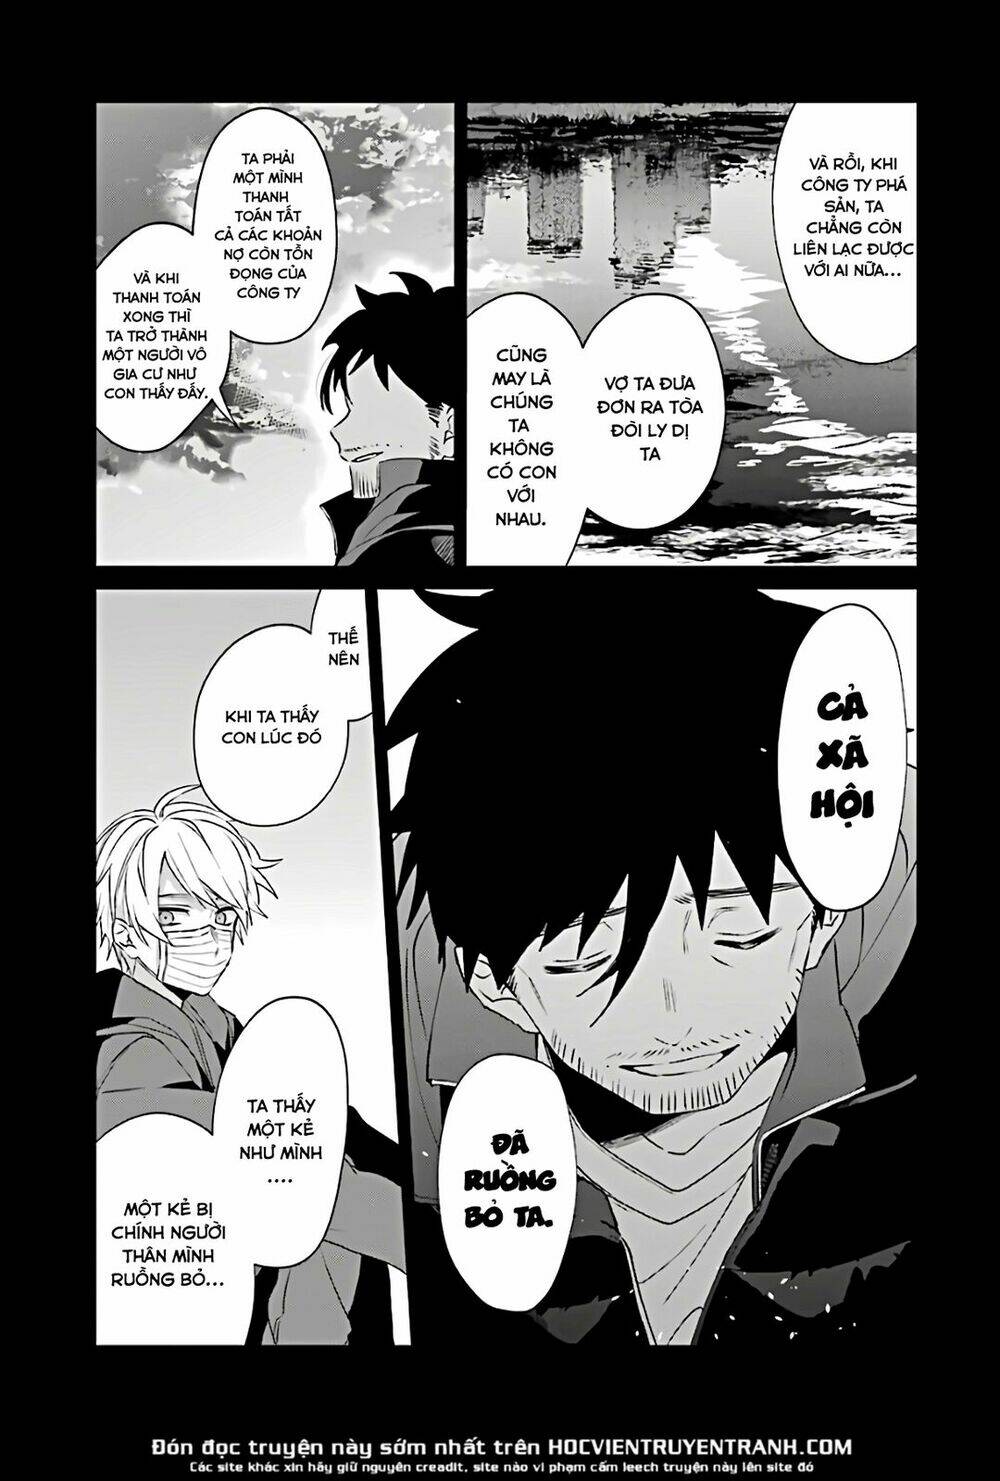 VÀ RỒI, KHI
CÔNG TY PHÁ
SẢN, TA
CHẲNG CÒN
LIÊN LẠC ĐƯỢC
VỚI AI NỮA...
VỢ TA ĐƯA
ĐƠN RA TÒA
ĐÒI LY DỊ
TA
CŨNG
MAY LÀ
CHÚNG
TA
KHÔNG
CÓ CON
VỚI
NHAU.
TA PHẢI
MỘT MÌNH
THANH
TOÁN TẤT
CẢ CÁC KHOẢN
NỢ CÒN TỒN
ĐỌNG CỦA
CÔNG TY
VÀ KHI
THANH TOÁN
XONG THÌ
TA TRỞ THÀNH
MỘT NGƯỜI VÔ
GIA CƯ NHƯ
CON THẤY ĐẤY.
CẢ
XÃ
HỘI
ĐÃ
RUỒNG
BỎ TA.
THẾ
NÊN
KHI TA THẤY
CON LÚC ĐÓ
TA THẤY
MỘT KẺ
NHƯ MÌNH
....
MỘT KẺ BỊ
CHÍNH NGƯỜI
THÂN MÌNH
RUỒNG BỎ...
Đón đọc truyện này sớm nhất trên HOCVIENTRUYENTRANH.COM
Các site khác xin hãy giữ nguyên creadit, site nào vi phạm cấm leech truyện này lên site đó